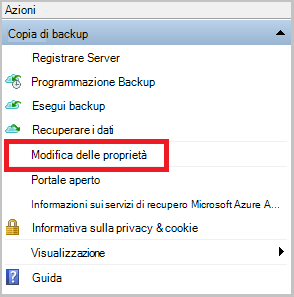 Azioni
Copia di backup
Registrare Server
Programmazione Backup
Esegui backup
Recuperare i dati
Modifica delle proprietà
Portale aperto
Informazioni sui servizi di recupero Microsoft Azure A...
Informativa sulla privacy & cookie
Visualizzazione
Guida